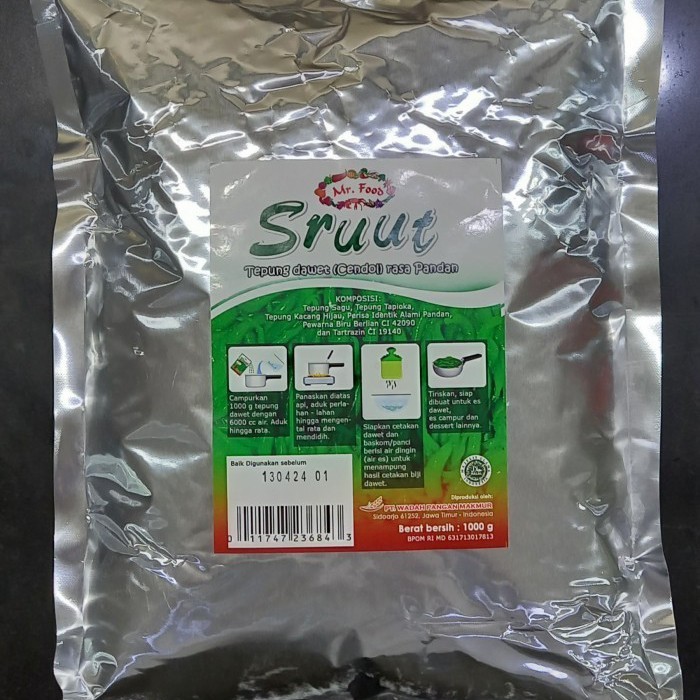 Mr. Food
Sruut
Tepung dawet (Cendol) rasa Pandan
KOMPOSISI:
Tepung Sagu, Tepung Tapioka,
Tepung Kacang Hijau, Perisa Identik Alami Pandan,
Pewarna Biru Berlian CI 42090
dan Tartrazin CI 19140
Campurkan
1000 g tepung
dawet dengan
6000 cc air. Aduk
hingga rata.
Panaskan diatas
api, aduk perla-
han - lahan
hingga mengen-
tal rata dan
mendidih.
Siapkan cetakan
dawet dan
baskom/panci
berisi air dingin
(air es) untuk
menampung
hasil cetakan biji
dawet.
Tiriskan, siap
dibuat untuk es
dawet,
es campur dan
dessert lainnya.
Baik Digunakan sebelum
130424 01
0 11747 23684 3
Diproduksi oleh:
PT. WARAH PANGAN MAKMUR
Sidoarjo 61252, Jawa Timur - Indonesia
Berat bersih : 1000 g
BPOM RI MD 631713017813